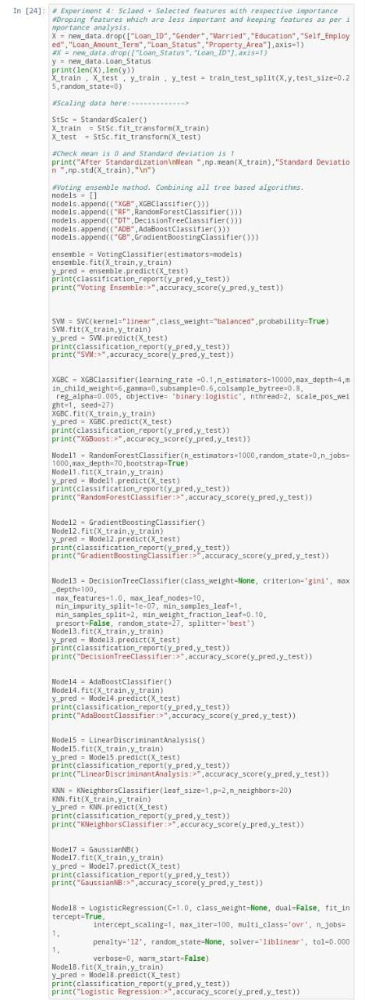 In [24]:
# Experiment 4: Sclaed + Selected features with respective importance
#Droping features which are less important and keeping features as per i
mportance analysis.
X = new_data.drop(["Loan_ID","Gender","Married","Education","Self_Employ
ed","Loan_Amount_Term","Loan_Status","Property_Area"],axis=1)
#X = new_data.drop(["Loan_Status","Loan_ID"],axis=1)
y = new_data.Loan_Status
print(len(X),len(y))
X_train , X_test , y_train , y_test = train_test_split(X,y,test_size=0.2
5,random_state=0)
#Scaling data here:------------->
StSc = StandardScaler()
X_train  = StSc.fit_transform(X_train)
X_test  = StSc.fit_transform(X_test)
#Check mean is 0 and Standard deviation is 1
print("After Standardization\nMean ",np.mean(X_train),"Standard Deviatio
n ",np.std(X_train),"\n")
#Voting ensemble mathod. Combining all tree based algorithms.
models = []
models.append(("XGB",XGBClassifier()))
models.append(("RF",RandomForestClassifier()))
models.append(("DT",DecisionTreeClassifier()))
models.append(("ADB",AdaBoostClassifier()))
models.append(("GB",GradientBoostingClassifier()))
ensemble = VotingClassifier(estimators=models)
ensemble.fit(X_train,y_train)
y_pred = ensemble.predict(X_test)
print(classification_report(y_pred,y_test))
print("Voting Ensemble:>",accuracy_score(y_pred,y_test))
SVM = SVC(kernel="linear",class_weight="balanced",probability=True)
SVM.fit(X_train,y_train)
y_pred = SVM.predict(X_test)
print(classification_report(y_pred,y_test))
print("SVM:>",accuracy_score(y_pred,y_test))
XGBC = XGBClassifier(learning_rate =0.1,n_estimators=10000,max_depth=4,m
in_child_weight=6,gamma=0,subsample=0.6,colsample_bytree=0.8,
reg_alpha=0.005, objective= 'binary:logistic', nthread=2, scale_pos_wei
ght=1, seed=27)
XGBC.fit(X_train,y_train)
y_pred = XGBC.predict(X_test)
print(classification_report(y_pred,y_test))
print("XGBoost:>",accuracy_score(y_pred,y_test))
Model1 = RandomForestClassifier(n_estimators=1000,random_state=0,n_jobs=
1000,max_depth=70,bootstrap=True)
Model1.fit(X_train,y_train)
y_pred = Model1.predict(X_test)
print(classification_report(y_pred,y_test))
print("RandomForestClassifier:>",accuracy_score(y_pred,y_test))
Model2 = GradientBoostingClassifier()
Model2.fit(X_train,y_train)
y_pred = Model2.predict(X_test)
print(classification_report(y_pred,y_test))
print("GradientBoostingClassifier:>",accuracy_score(y_pred,y_test))
Model3 = DecisionTreeClassifier(class_weight=None, criterion='gini', max
_depth=100,
max_features=1.0, max_leaf_nodes=10,
min_impurity_split=1e-07, min_samples_leaf=1,
min_samples_split=2, min_weight_fraction_leaf=0.10,
presort=False, random_state=27, splitter='best')
Model3.fit(X_train,y_train)
y_pred = Model3.predict(X_test)
print(classification_report(y_pred,y_test))
print("DecisionTreeClassifier:>",accuracy_score(y_pred,y_test))
Model4 = AdaBoostClassifier()
Model4.fit(X_train,y_train)
y_pred = Model4.predict(X_test)
print(classification_report(y_pred,y_test))
print("AdaBoostClassifier:>",accuracy_score(y_pred,y_test))
Model5 = LinearDiscriminantAnalysis()
Model5.fit(X_train,y_train)
y_pred = Model5.predict(X_test)
print(classification_report(y_pred,y_test))
print("LinearDiscriminantAnalysis:>",accuracy_score(y_pred,y_test))
KNN = KNeighborsClassifier(leaf_size=1,p=2,n_neighbors=20)
KNN.fit(X_train,y_train)
y_pred = KNN.predict(X_test)
print(classification_report(y_pred,y_test))
print("KNeighborsClassifier:>",accuracy_score(y_pred,y_test))
Model7 = GaussianNB()
Model7.fit(X_train,y_train)
y_pred = Model7.predict(X_test)
print(classification_report(y_pred,y_test))
print("GaussianNB:>",accuracy_score(y_pred,y_test))
Model8 = LogisticRegression(C=1.0, class_weight=None, dual=False, fit_in
tercept=True,
intercept_scaling=1, max_iter=100, multi_class='ovr', n_jobs=
1,
penalty='l2', random_state=None, solver='liblinear', tol=0.000
1,
verbose=0, warm_start=False)
Model8.fit(X_train,y_train)
y_pred = Model8.predict(X_test)
print(classification_report(y_pred,y_test))
print("Logistic Regression:>",accuracy_score(y_pred,y_test))